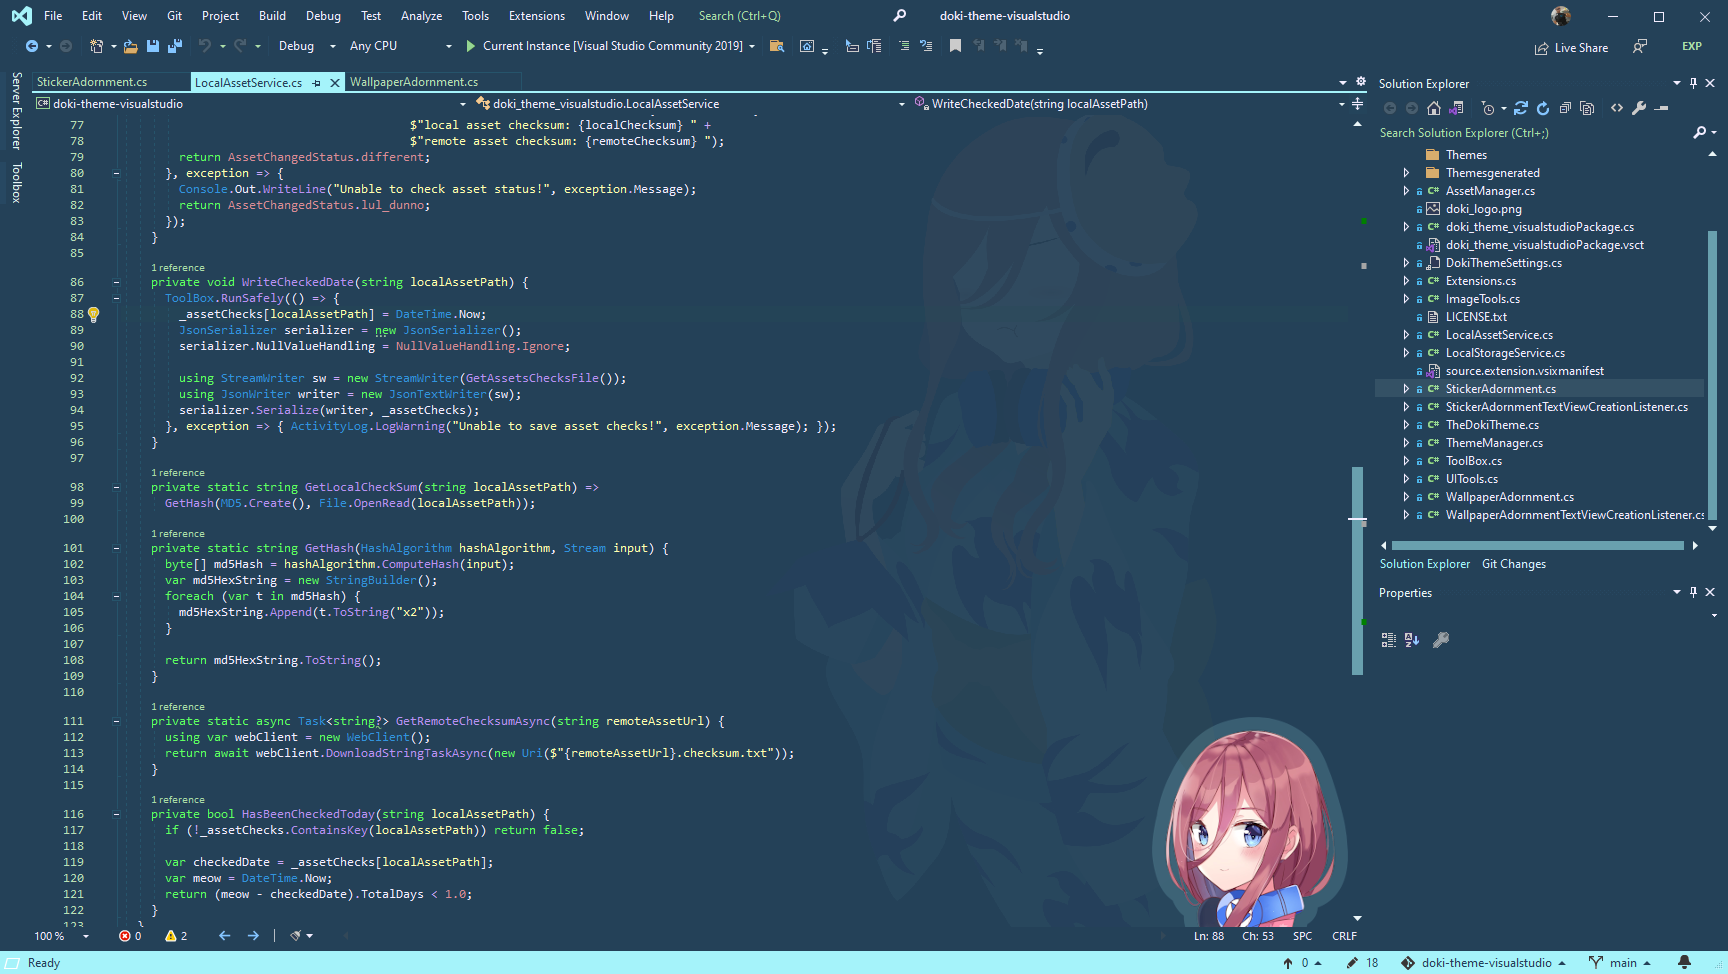 File Edit View Git Project Build Debug Test Analyze Tools Extensions Window Help Search (Ctrl+Q) doki-theme-visualstudio
Debug Any CPU Current Instance [Visual Studio Community 2019] Live Share EXP
Server Explorer
Toolbox
StickerAdornment.cs LocalAssetService.cs WallpaperAdornment.cs
doki-theme-visualstudio doki_theme_visualstudio.LocalAssetService WriteCheckedDate(string localAssetPath)
77 $"local asset checksum: {localChecksum} " +
78 $"remote asset checksum: {remoteChecksum} ");
79 return AssetChangedStatus.different;
80 }, exception => {
81 Console.Out.WriteLine("Unable to check asset status!", exception.Message);
82 return AssetChangedStatus.lul_dunno;
83 });
84 }
85
1 reference
86 private void WriteCheckedDate(string localAssetPath) {
87 ToolBox.RunSafely(() => {
88 _assetChecks[localAssetPath] = DateTime.Now;
89 JsonSerializer serializer = new JsonSerializer();
90 serializer.NullValueHandling = NullValueHandling.Ignore;
91
92 using StreamWriter sw = new StreamWriter(GetAssetsChecksFile());
93 using JsonWriter writer = new JsonTextWriter(sw);
94 serializer.Serialize(writer, _assetChecks);
95 }, exception => { ActivityLog.LogWarning("Unable to save asset checks!", exception.Message); });
96 }
97
1 reference
98 private static string GetLocalCheckSum(string localAssetPath) =>
99 GetHash(MD5.Create(), File.OpenRead(localAssetPath));
100
1 reference
101 private static string GetHash(HashAlgorithm hashAlgorithm, Stream input) {
102 byte[] md5Hash = hashAlgorithm.ComputeHash(input);
103 var md5HexString = new StringBuilder();
104 foreach (var t in md5Hash) {
105 md5HexString.Append(t.ToString("x2"));
106 }
107
108 return md5HexString.ToString();
109 }
110
1 reference
111 private static async Task<string?> GetRemoteChecksumAsync(string remoteAssetUrl) {
112 using var webClient = new WebClient();
113 return await webClient.DownloadStringTaskAsync(new Uri($"{remoteAssetUrl}.checksum.txt"));
114 }
115
1 reference
116 private bool HasBeenCheckedToday(string localAssetPath) {
117 if (!_assetChecks.ContainsKey(localAssetPath)) return false;
118
119 var checkedDate = _assetChecks[localAssetPath];
120 var meow = DateTime.Now;
121 return (meow - checkedDate).TotalDays < 1.0;
122 }
123 }
100 % 0 2 Ln: 88 Ch: 53 SPC CRLF
Solution Explorer
Search Solution Explorer (Ctrl+;)
Themes
Themesgenerated
C# AssetManager.cs
doki_logo.png
C# doki_theme_visualstudioPackage.cs
doki_theme_visualstudioPackage.vsct
DokiThemeSettings.cs
C# Extensions.cs
C# ImageTools.cs
LICENSE.txt
C# LocalAssetService.cs
C# LocalStorageService.cs
source.extension.vsixmanifest
C# StickerAdornment.cs
C# StickerAdornmentTextViewCreationListener.cs
C# TheDokiTheme.cs
C# ThemeManager.cs
C# ToolBox.cs
C# UITools.cs
C# WallpaperAdornment.cs
C# WallpaperAdornmentTextViewCreationListener.cs
Solution Explorer Git Changes
Properties
Ready 0 18 doki-theme-visualstudio main